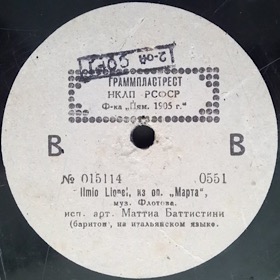 2-ой СОРТ
ГРАММПЛАСТРЕСТ
НКЛП РСФСР
Ф-ка „Пам. 1905 г."
В В
№ 015114 0551
Ilmio Lionel, из оп. „Марта",
муз. Флотова.
исп. арт. Маттиа Баттистини
(баритон, на итальянском языке.